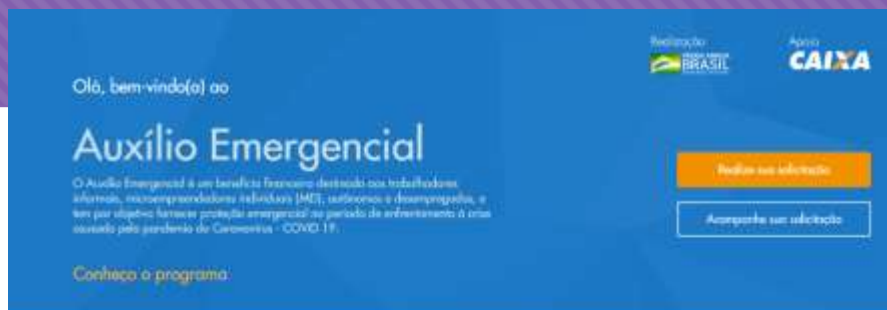 Realização
Apoio
BRASIL
CAIXA
Olá, bem-vindo(a) ao
Auxílio Emergencial
O Auxílio Emergencial é um benefício financeiro destinado aos trabalhadores
informais, microempreendedores individuais (MEI), autônomos e desempregados, e
tem por objetivo fornecer proteção emergencial no período de enfrentamento à crise
causada pela pandemia do Coronavírus - COVID 19.
Realize sua solicitação
Acompanhe sua solicitação
Conheça o programa